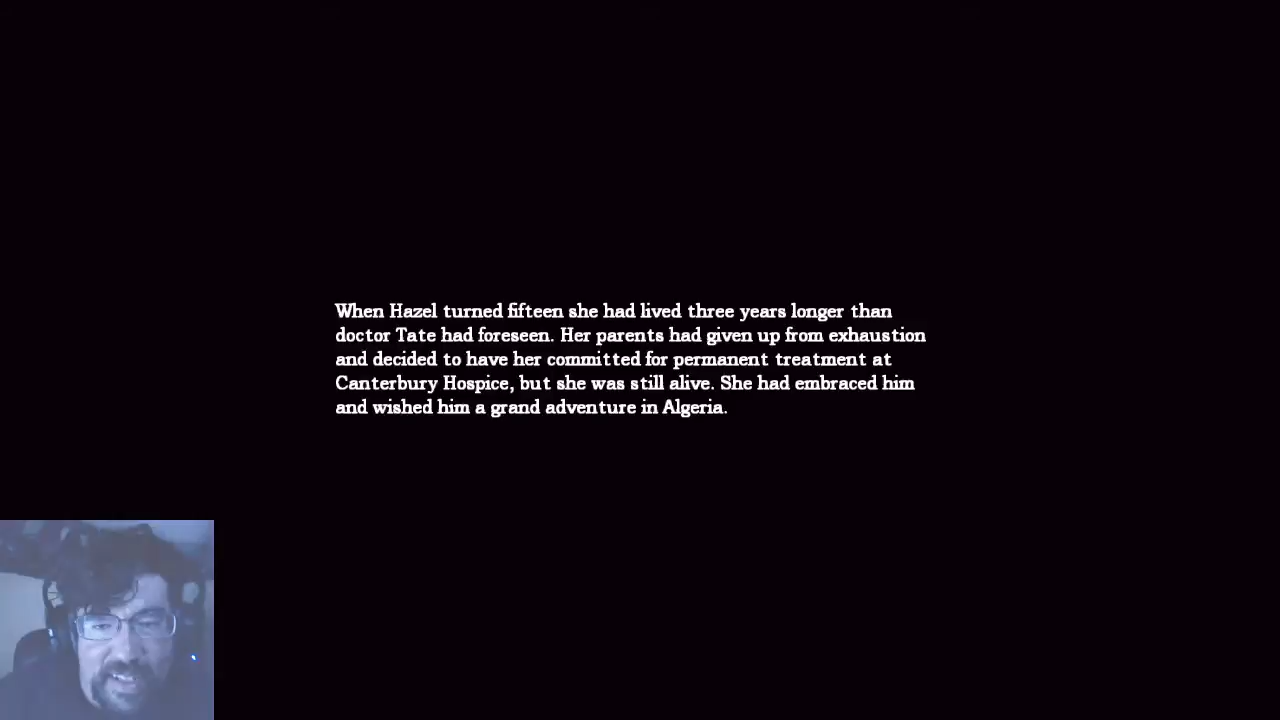 When Hazel turned fifteen she had lived three years longer than
doctor Tate had foreseen. Her parents had given up from exhaustion
and decided to have her committed for permanent treatment at
Canterbury Hospice, but she was still alive. She had embraced him
and wished him a grand adventure in Algeria.